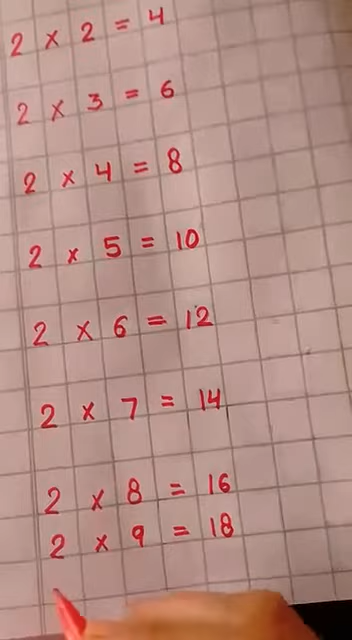 2 × 2 = 4
2 × 3 = 6
2 × 4 = 8
2 × 5 = 10
2 × 6 = 12
2 × 7 = 14
2 × 8 = 16
2 × 9 = 18